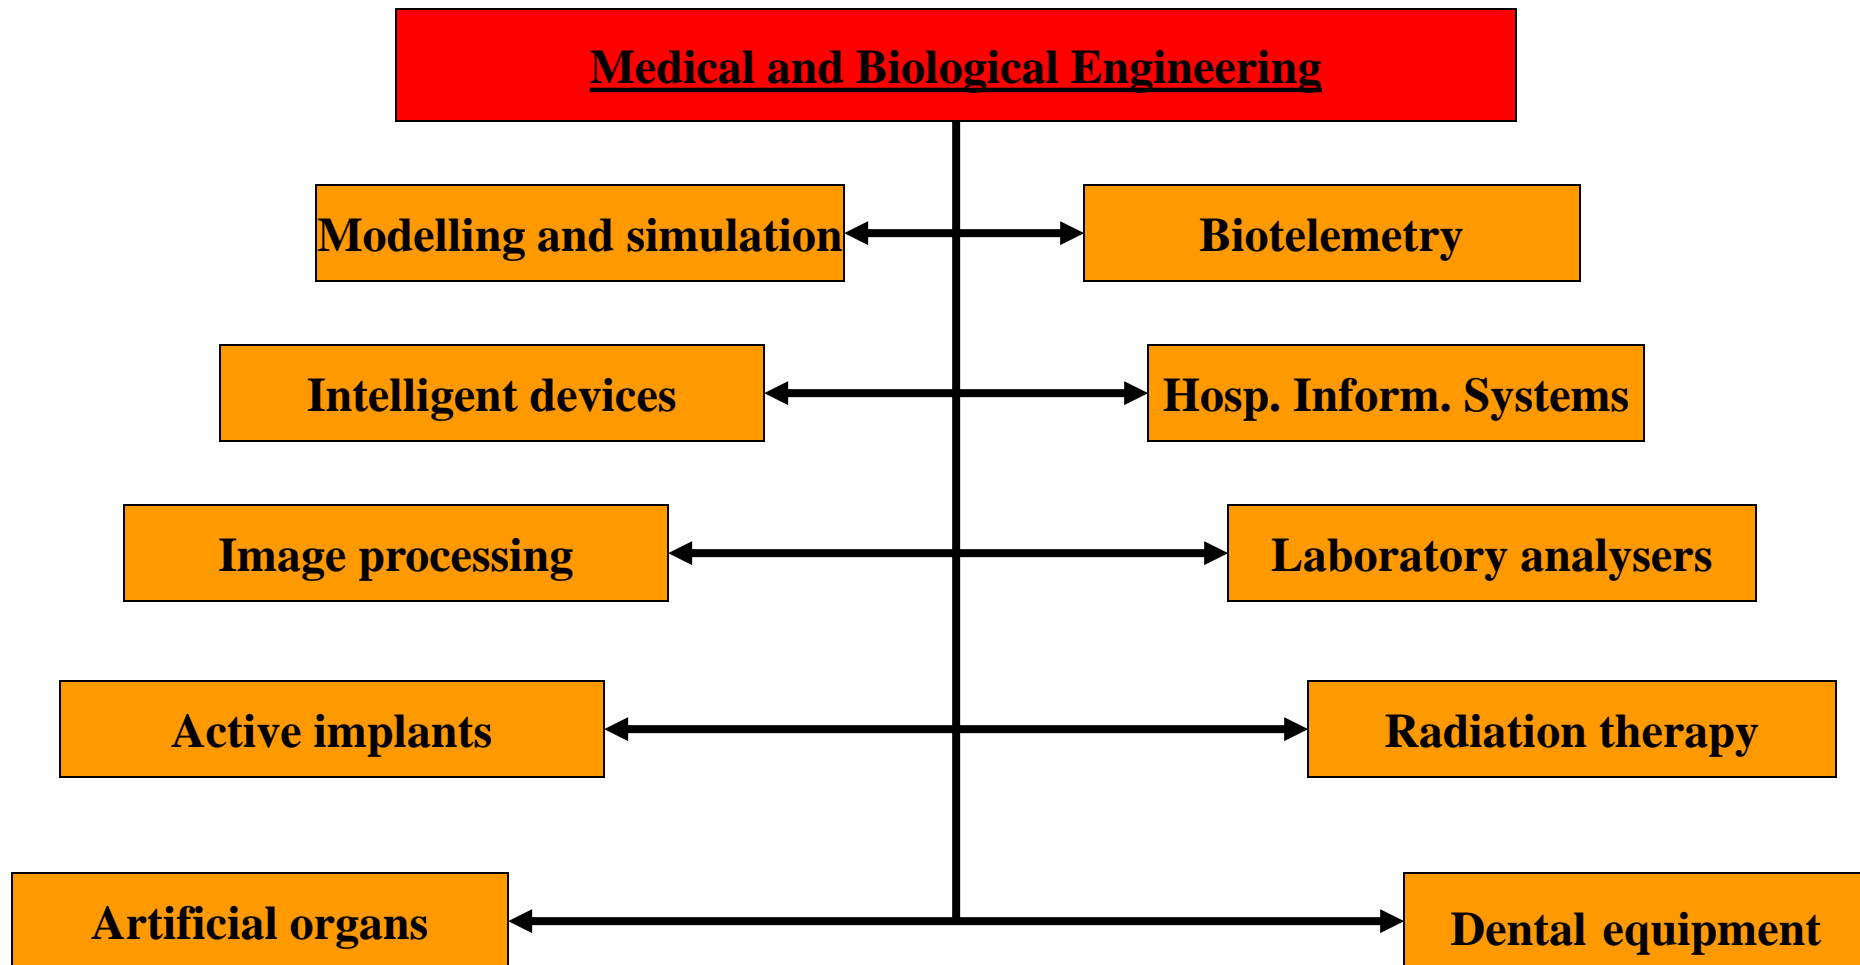 Medical and Biological Engineering
Modelling and simulation
Biotelemetry
Intelligent devices
Hosp. Inform. Systems
Image processing
Laboratory analysers
Active implants
Radiation therapy
Artificial organs
Dental equipment